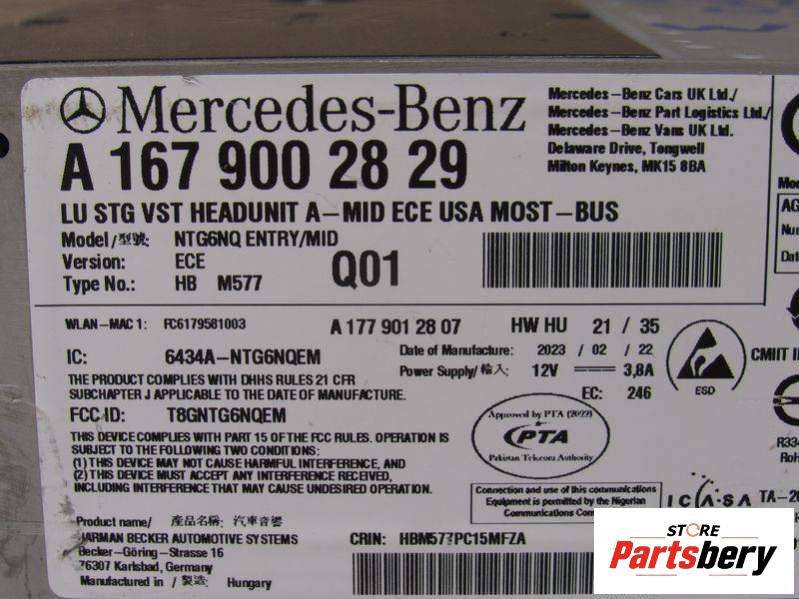 Mercedes-Benz
Mercedes-Benz Cars UK Ltd./
Mercedes-Benz Part Logistics Ltd./
Mercedes-Benz Vans UK Ltd.
Delaware Drive, Tongwell
Milton Keynes, MK15 8BA
A 167 900 28 29
LU STG VST HEADUNIT A-MID ECE USA MOST-BUS
Model/型號: NTG6NQ ENTRY/MID
Version: ECE
Type No.: HB M577
Q01
WLAN-MAC 1: FC6179581003
A 177 901 28 07 HW HU 21 / 35
IC: 6434A-NTG6NQEM
Date of Manufacture: 2023 / 02 / 22
Power Supply/輸入: 12V 3,8A
EC: 246
ESD
CMIIT
THE PRODUCT COMPLIES WITH DHHS RULES 21 CFR
SUBCHAPTER J APPLICABLE TO THE DATE OF MANUFACTURE.
FCC ID: T8GNTG6NQEM
THIS DEVICE COMPLIES WITH PART 15 OF THE FCC RULES. OPERATION IS
SUBJECT TO THE FOLLOWING TWO CONDITIONS:
(1) THIS DEVICE MAY NOT CAUSE HARMFUL INTERFERENCE, AND
(2) THIS DEVICE MUST ACCEPT ANY INTERFERENCE RECEIVED,
INCLUDING INTERFERENCE THAT MAY CAUSE UNDESIRED OPERATION.
Approved by PTA (2022)
PTA
Pakistan Telecom Authority
Connection and use of this communications
Equipment is permitted by the Nigerian
Communications
ICASA
Product name/ 產品名稱: 汽車音響
HARMAN BECKER AUTOMOTIVE SYSTEMS
Becker-Göring-Strasse 16
76307 Karlsbad, Germany
Manufactured in /製造: Hungary
CRIN: HBM577PC15MFZA
STORE
Partsbery